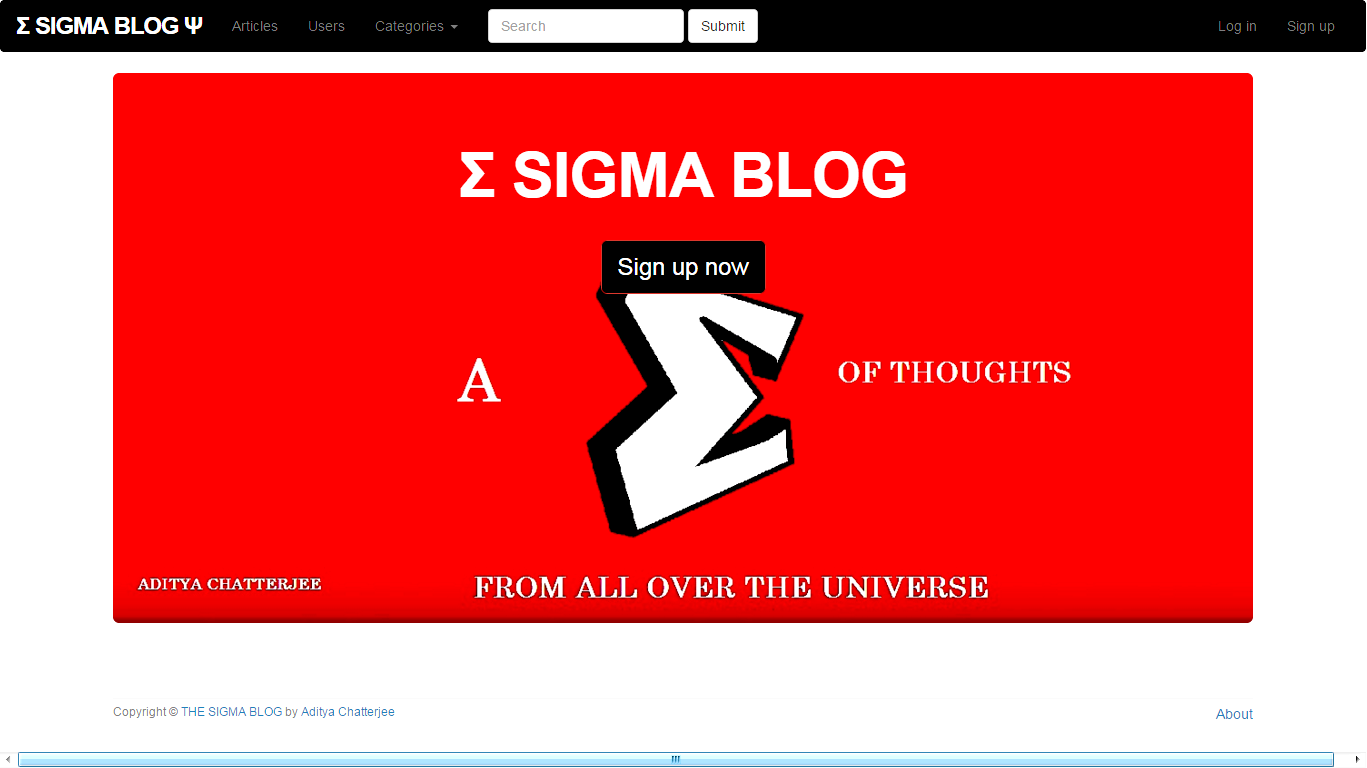 Σ SIGMA BLOG Ψ Articles Users Categories Search Submit Log in Sign up
Σ SIGMA BLOG
Sign up now
A Σ OF THOUGHTS
ADITYA CHATTERJEE FROM ALL OVER THE UNIVERSE
Copyright © THE SIGMA BLOG by Aditya Chatterjee About